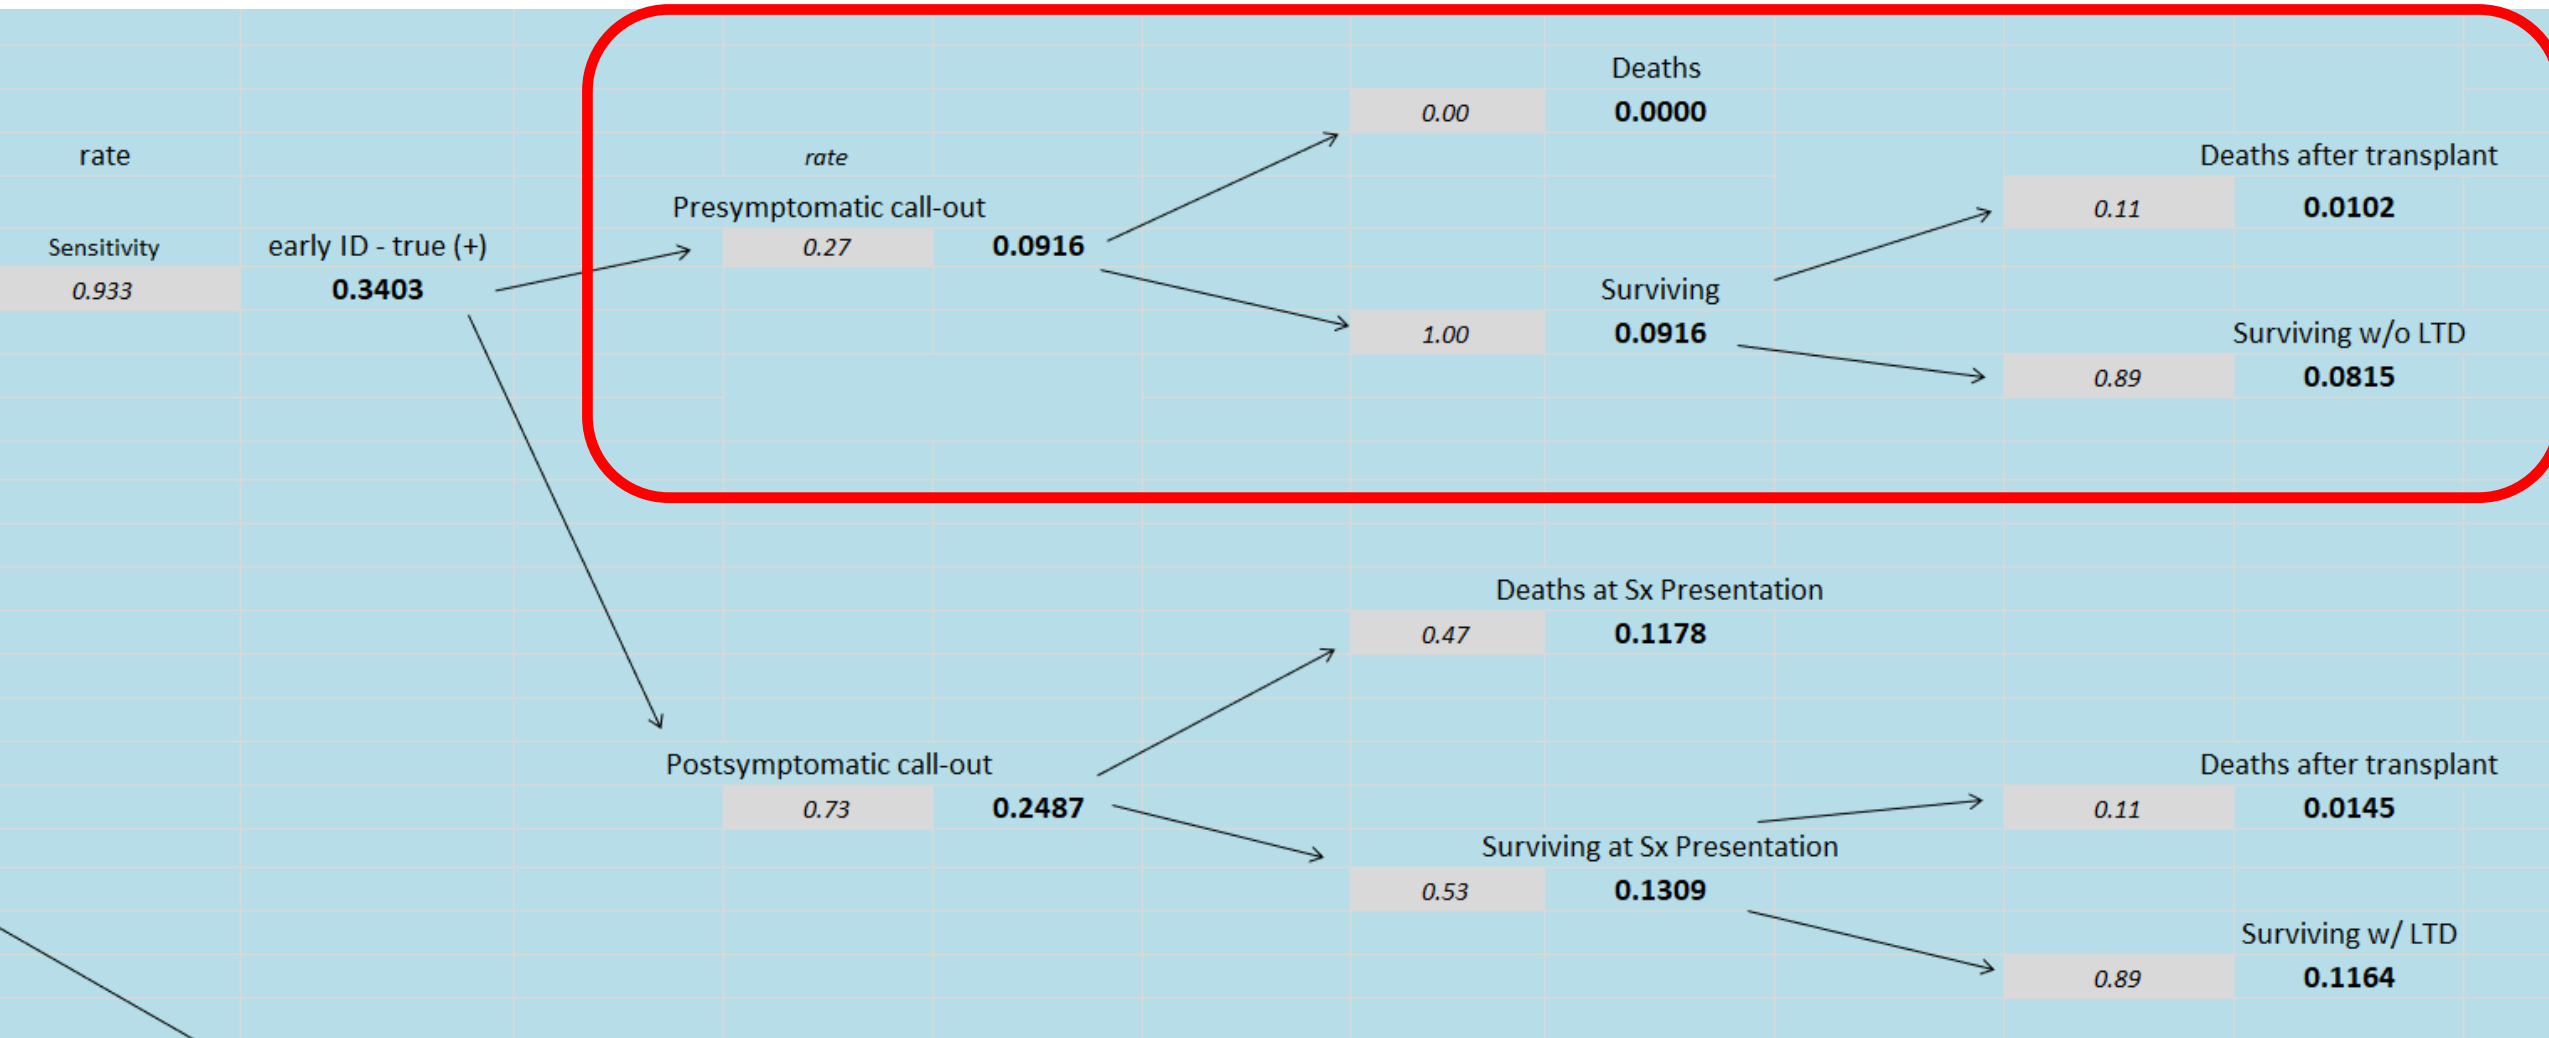 Deaths
0.00 0.0000
rate rate Deaths after transplant
Presymptomatic call-out 0.11 0.0102
Sensitivity early ID - true (+) 0.27 0.0916
0.933 0.3403 Surviving
1.00 0.0916 Surviving w/o LTD
0.89 0.0815
Deaths at Sx Presentation
0.47 0.1178
Postsymptomatic call-out Deaths after transplant
0.73 0.2487 0.11 0.0145
Surviving at Sx Presentation
0.53 0.1309
Surviving w/ LTD
0.89 0.1164